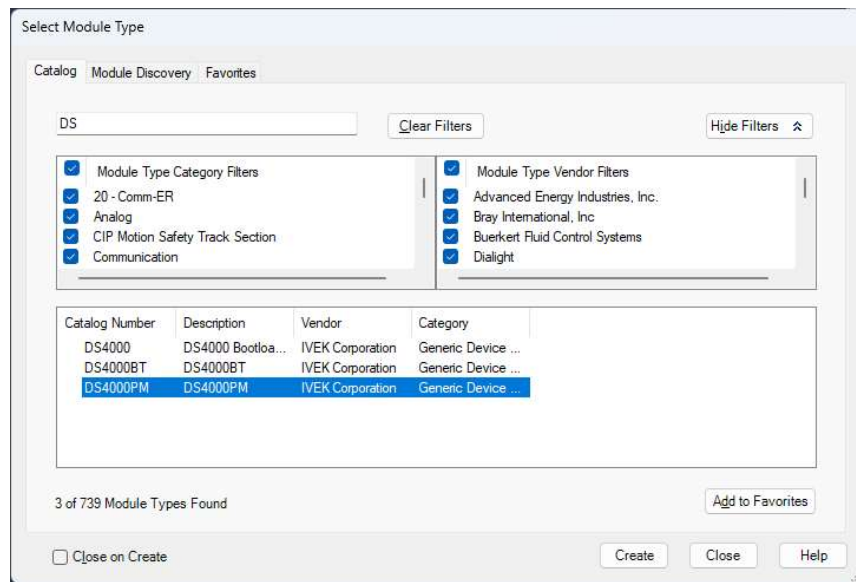 Select Module Type
Catalog Module Discovery Favorites
DS Clear Filters Hide Filters
Module Type Category Filters
20 - Comm-ER
Analog
CIP Motion Safety Track Section
Communication
Module Type Vendor Filters
Advanced Energy Industries, Inc.
Bray International, Inc
Buerkert Fluid Control Systems
Dialight
Catalog Number Description Vendor Category
DS4000 DS4000 Bootloa... IVEK Corporation Generic Device ...
DS4000BT DS4000BT IVEK Corporation Generic Device ...
DS4000PM DS4000PM IVEK Corporation Generic Device ...
3 of 739 Module Types Found Add to Favorites
Close on Create Create Close Help